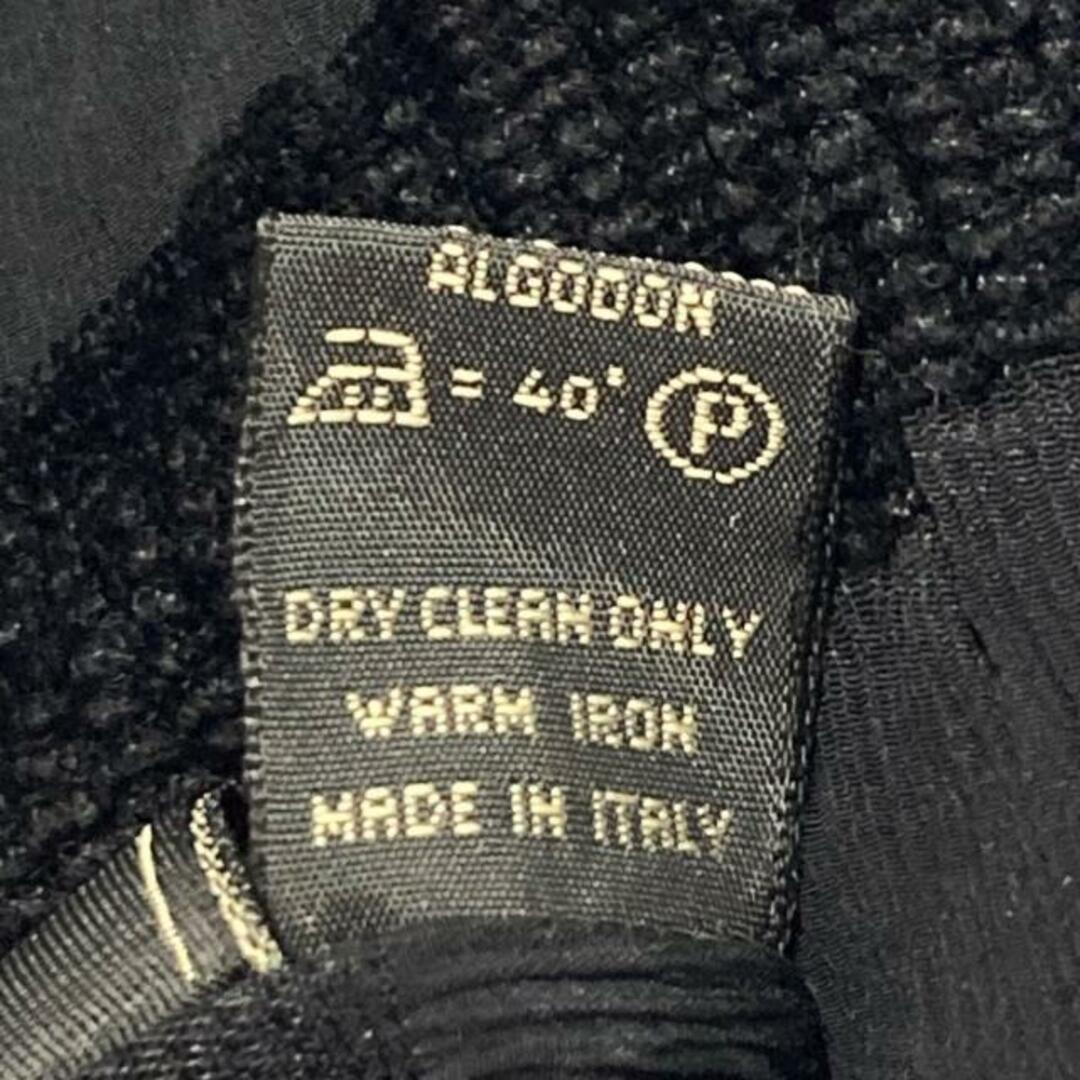 ALGODON
= 40° P
DRY CLEAN ONLY
WARM IRON
MADE IN ITALY